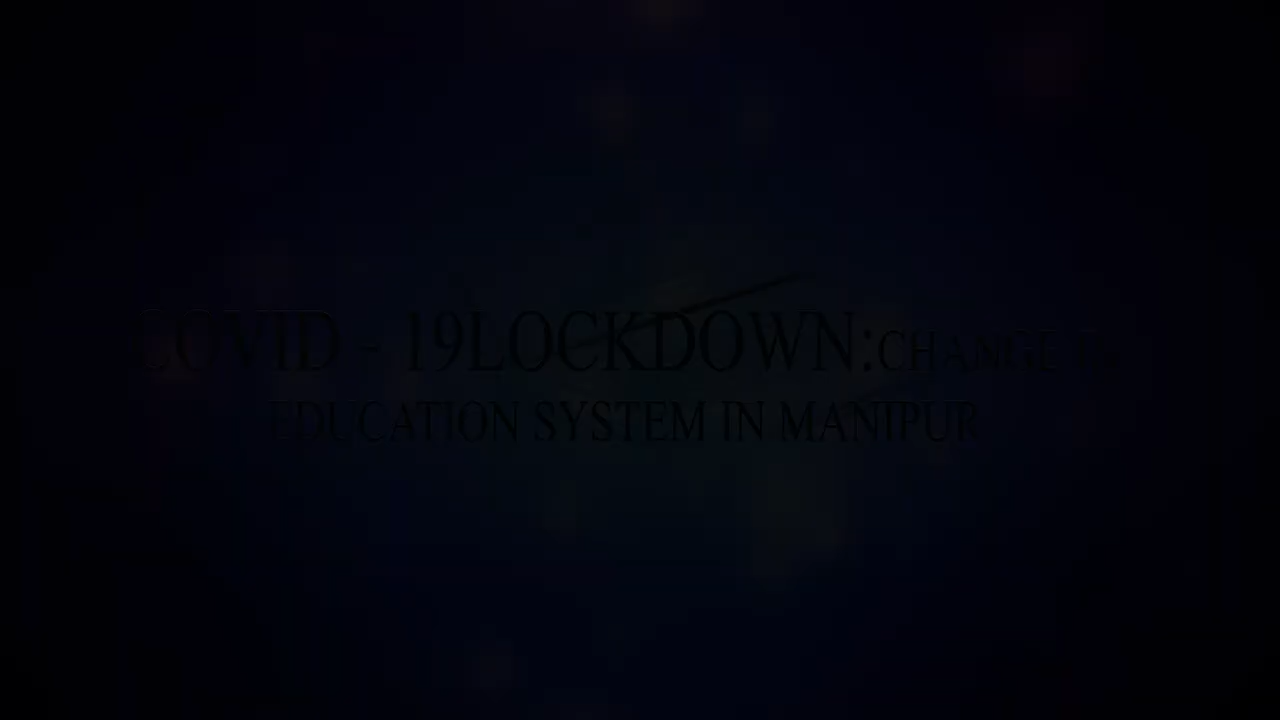 COVID - 19LOCKDOWN:CHANGE IN
EDUCATION SYSTEM IN MANIPUR